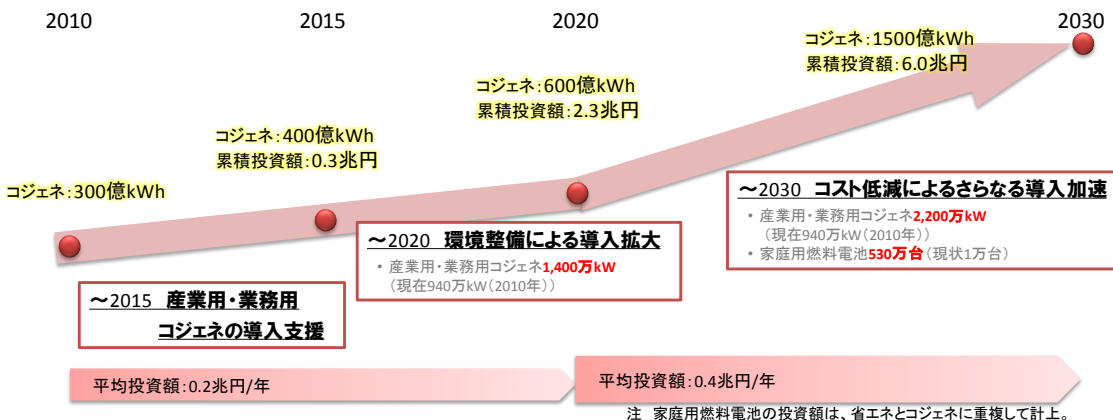 2010
2015
2020
2030
コジェネ:300億kWh
コジェネ:400億kWh
累積投資額:0.3兆円
コジェネ:600億kWh
累積投資額:2.3兆円
コジェネ:1500億kWh
累積投資額:6.0兆円
～2015 産業用・業務用
コジェネの導入支援
～2020 環境整備による導入拡大
・産業用・業務用コジェネ1,400万kW
(現在940万kW(2010年))
～2030 コスト低減によるさらなる導入加速
・産業用・業務用コジェネ2,200万kW
(現在940万kW(2010年))
・家庭用燃料電池530万台(現状1万台)
平均投資額:0.2兆円/年
平均投資額:0.4兆円/年
注 家庭用燃料電池の投資額は、省エネとコジェネに重複して計上。